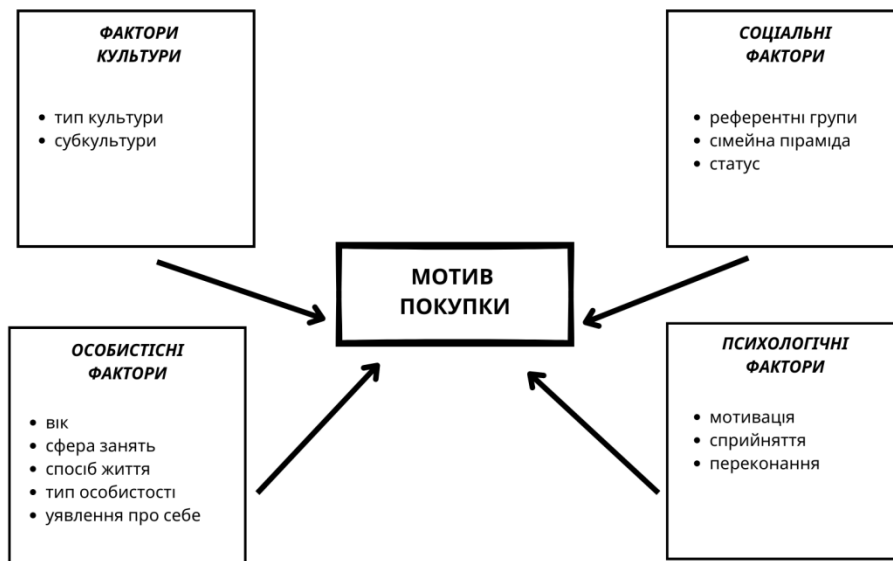 ФАКТОРИ
КУЛЬТУРИ
• тип культури
• субкультури
СОЦІАЛЬНІ
ФАКТОРИ
• референтні групи
• сімейна піраміда
• статус
МОТИВ
ПОКУПКИ
ОСОБИСТІСНІ
ФАКТОРИ
• вік
• сфера занять
• спосіб життя
• тип особистості
• уявлення про себе
ПСИХОЛОГІЧНІ
ФАКТОРИ
• мотивація
• сприйняття
• переконання